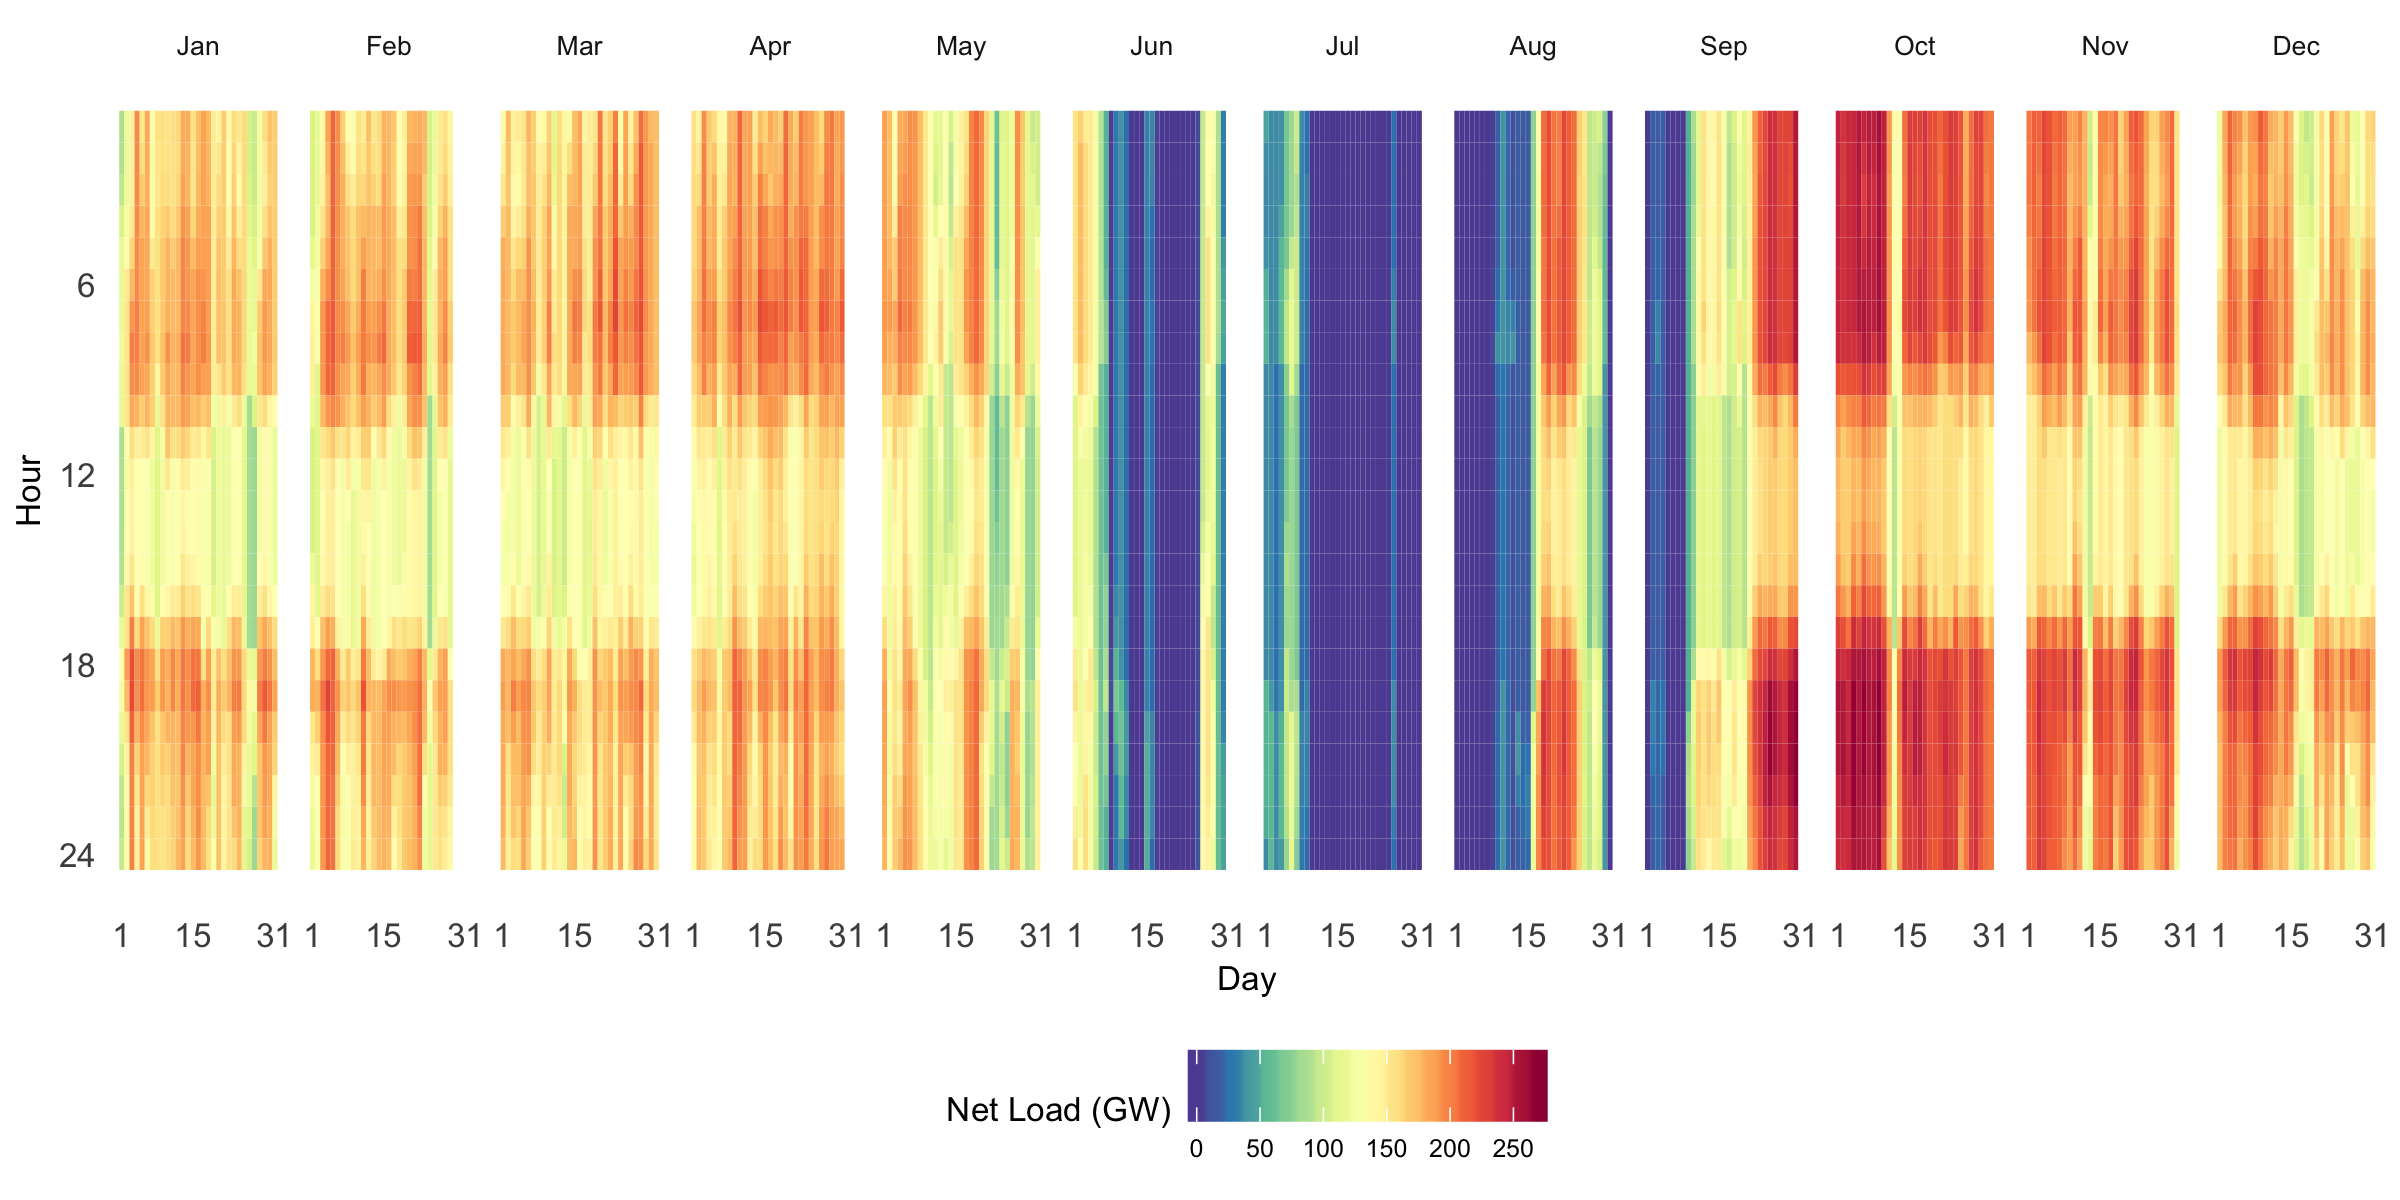 Jan Feb Mar Apr May Jun Jul Aug Sep Oct Nov Dec
6
12
18
24
Hour
1 15 31 1 15 31 1 15 31 1 15 31 1 15 31 1 15 31 1 15 31 1 15 31 1 15 31 1 15 31 1 15 31 1 15 31
Day
Net Load (GW)
0 50 100 150 200 250